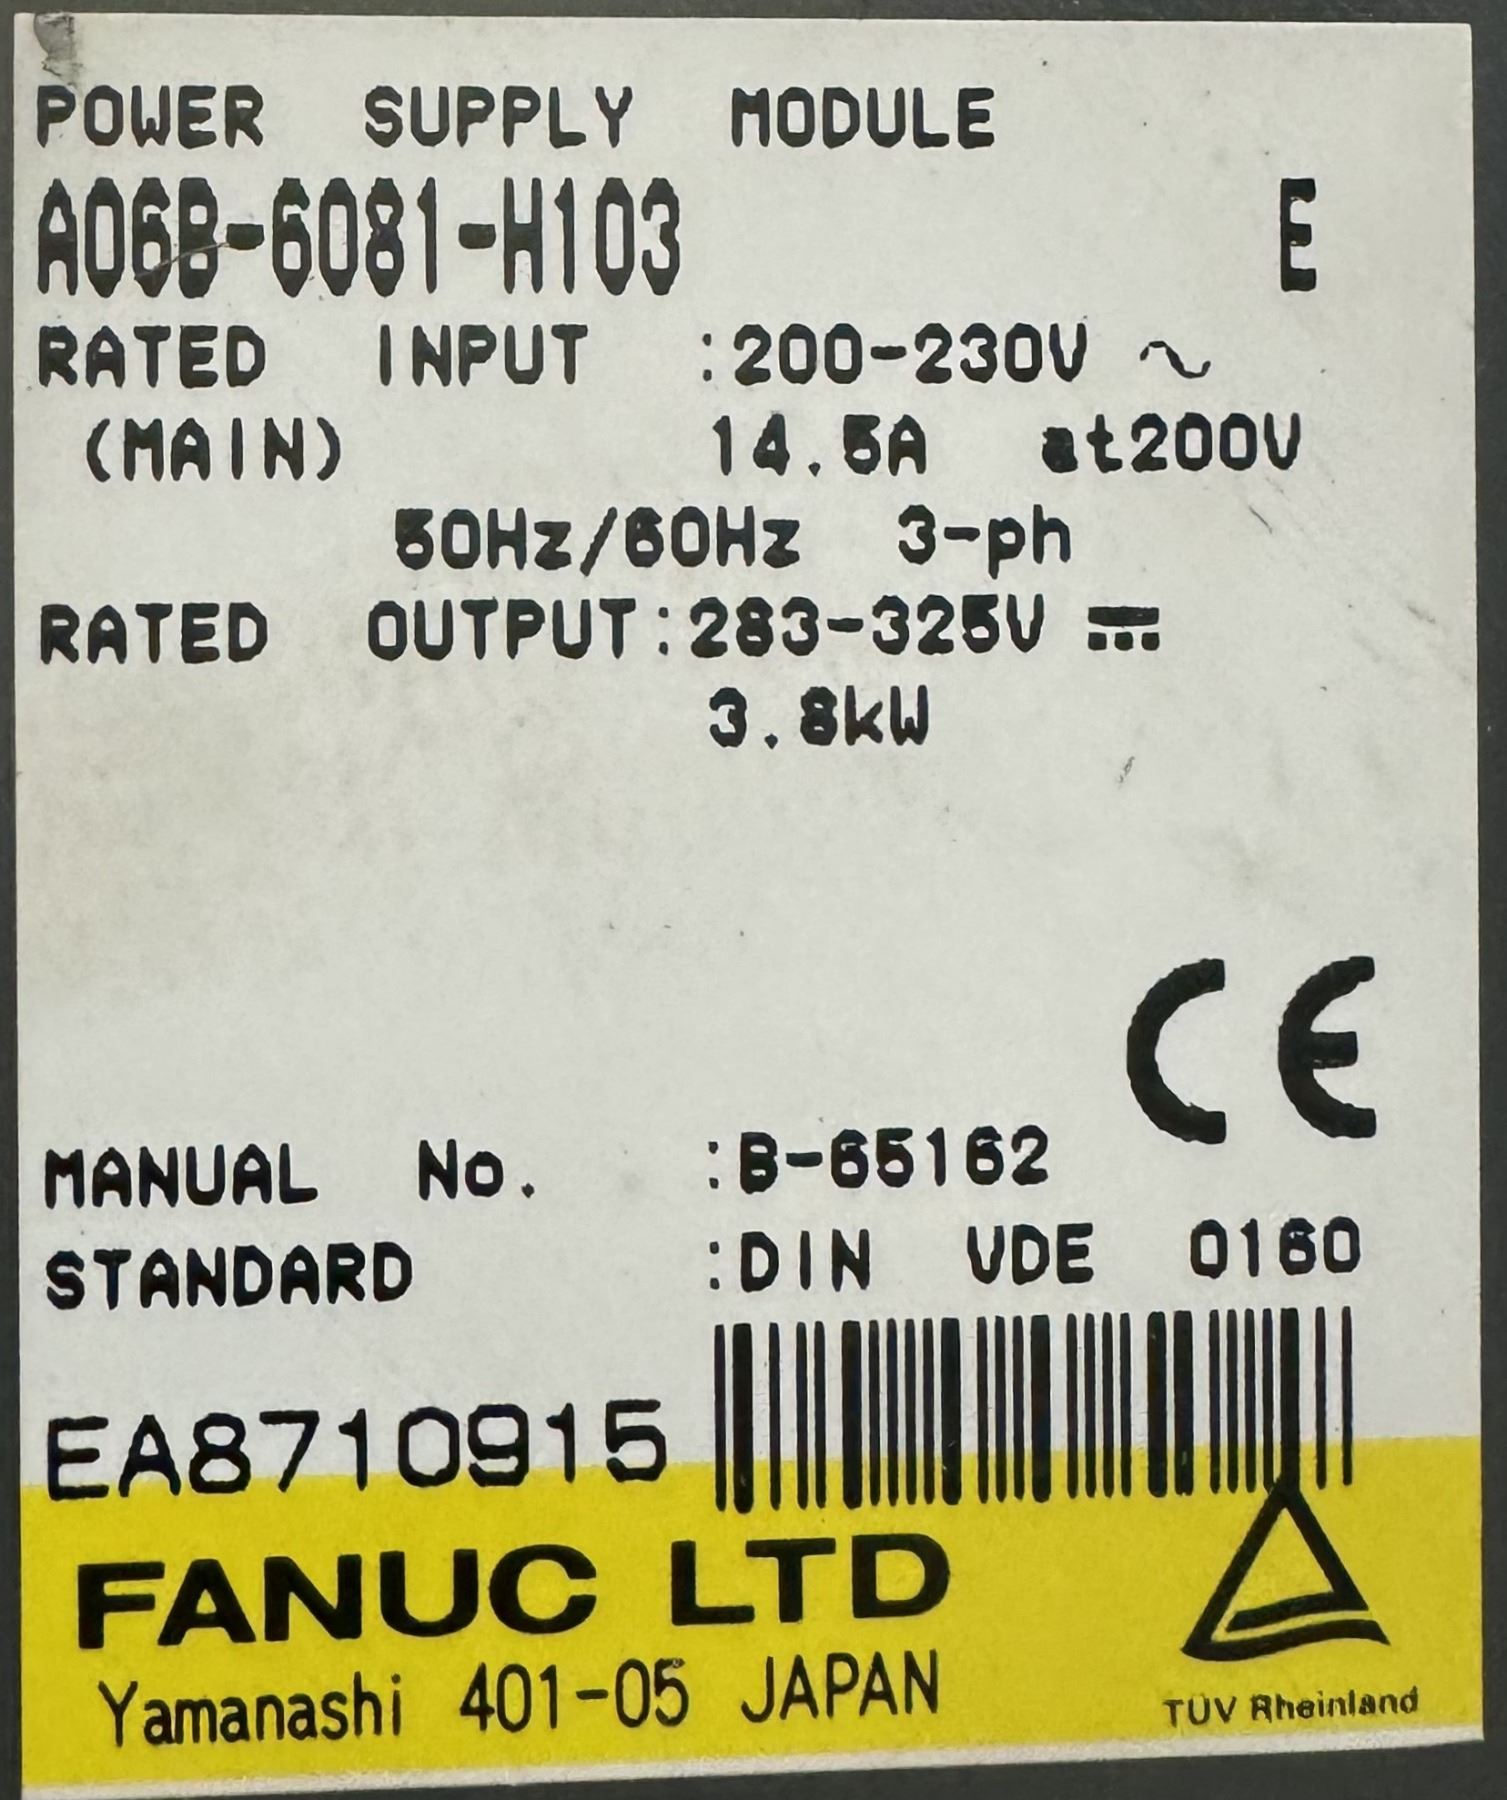 POWER SUPPLY MODULE
A06B-6081-H103 E
RATED INPUT :200-230V ~
(MAIN) 14.5A at200V
50Hz/60Hz 3-ph
RATED OUTPUT:283-325V ⎓
3.8kW
CE
MANUAL No. :B-65162
STANDARD :DIN VDE 0160
EA8710915
FANUC LTD
Yamanashi 401-05 JAPAN
TUV Rheinland